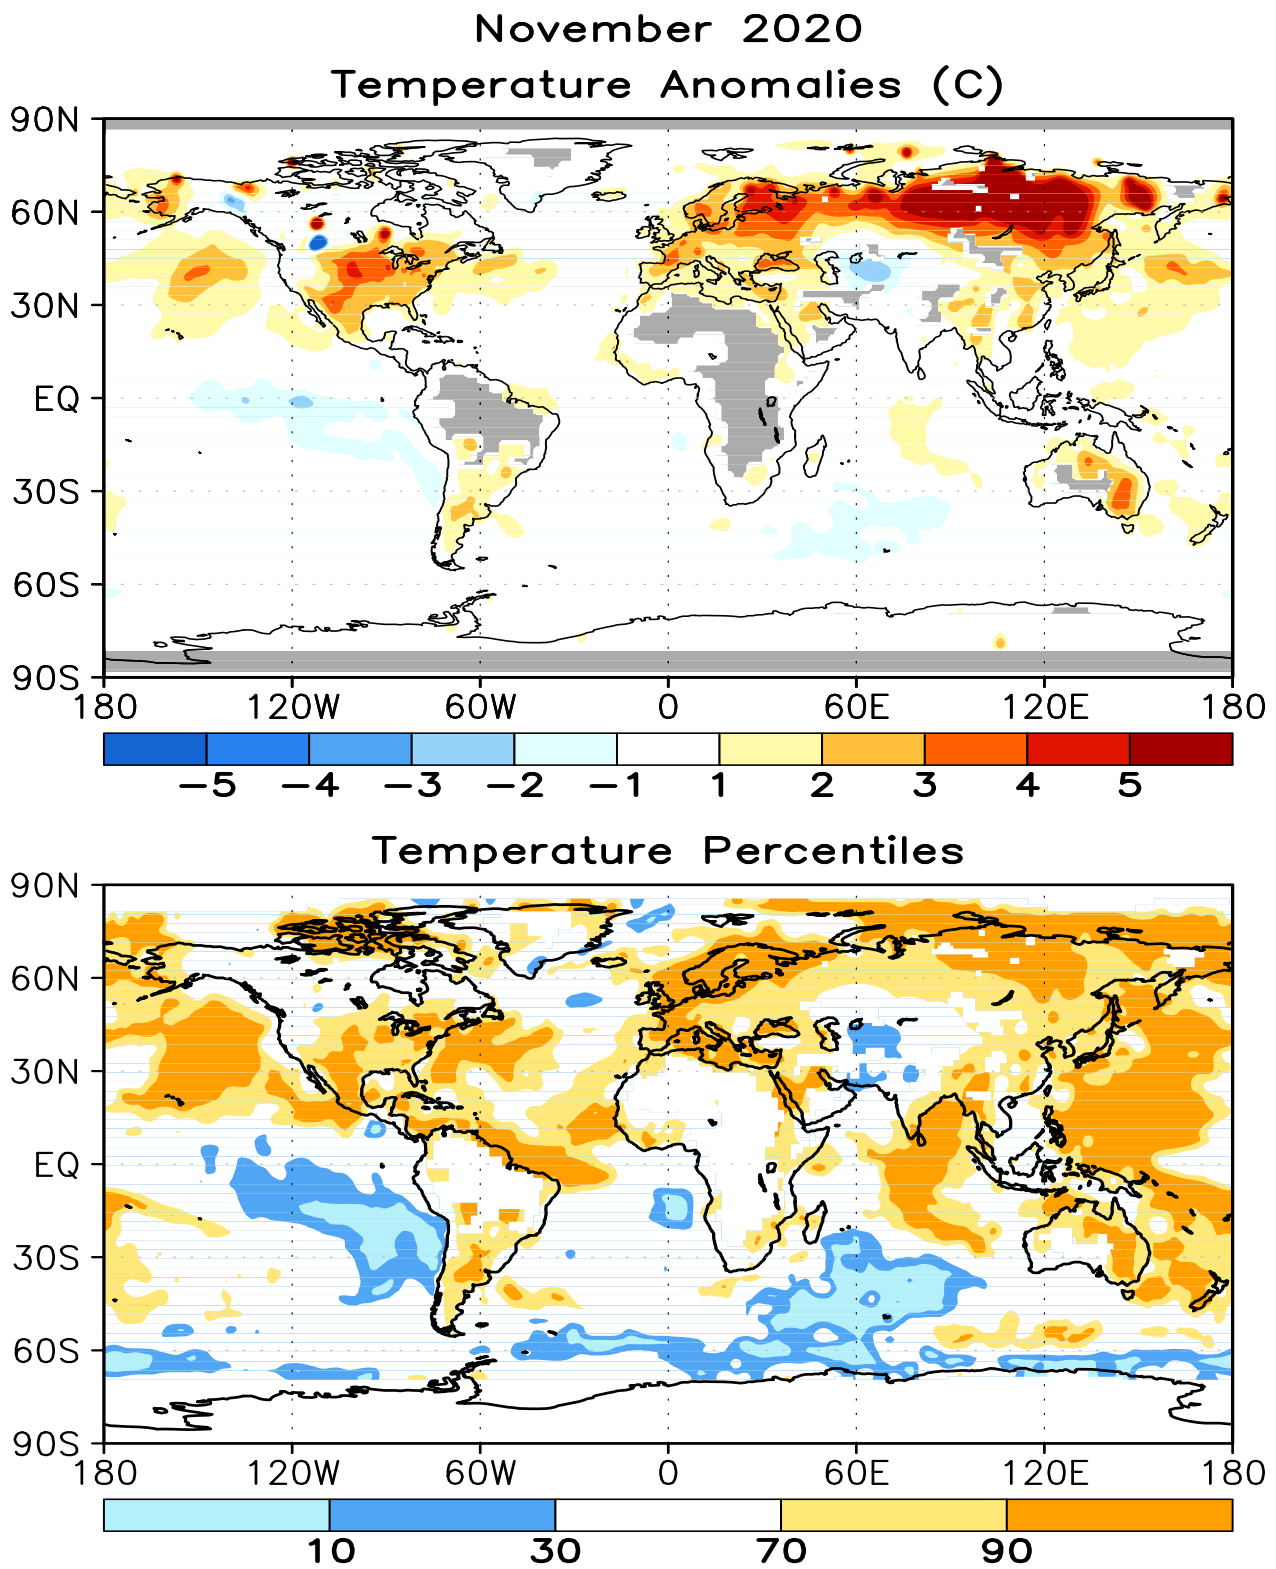 November 2020
Temperature Anomalies (C)
90N
60N
30N
EQ
30S
60S
90S
180 120W 60W 0 60E 120E 180
-5 -4 -3 -2 -1 1 2 3 4 5
Temperature Percentiles
90N
60N
30N
EQ
30S
60S
90S
180 120W 60W 0 60E 120E 180
10 30 70 90